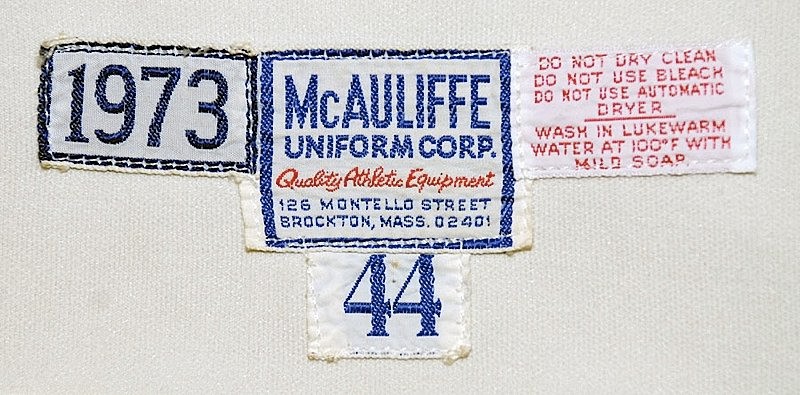 1973
McAULIFFE
UNIFORM CORP.
Quality Athletic Equipment
126 MONTELLO STREET
BROCKTON, MASS. 02401
DO NOT DRY CLEAN
DO NOT USE BLEACH
DO NOT USE AUTOMATIC
DRYER
WASH IN LUKEWARM
WATER AT 100°F WITH
MILD SOAP.
44